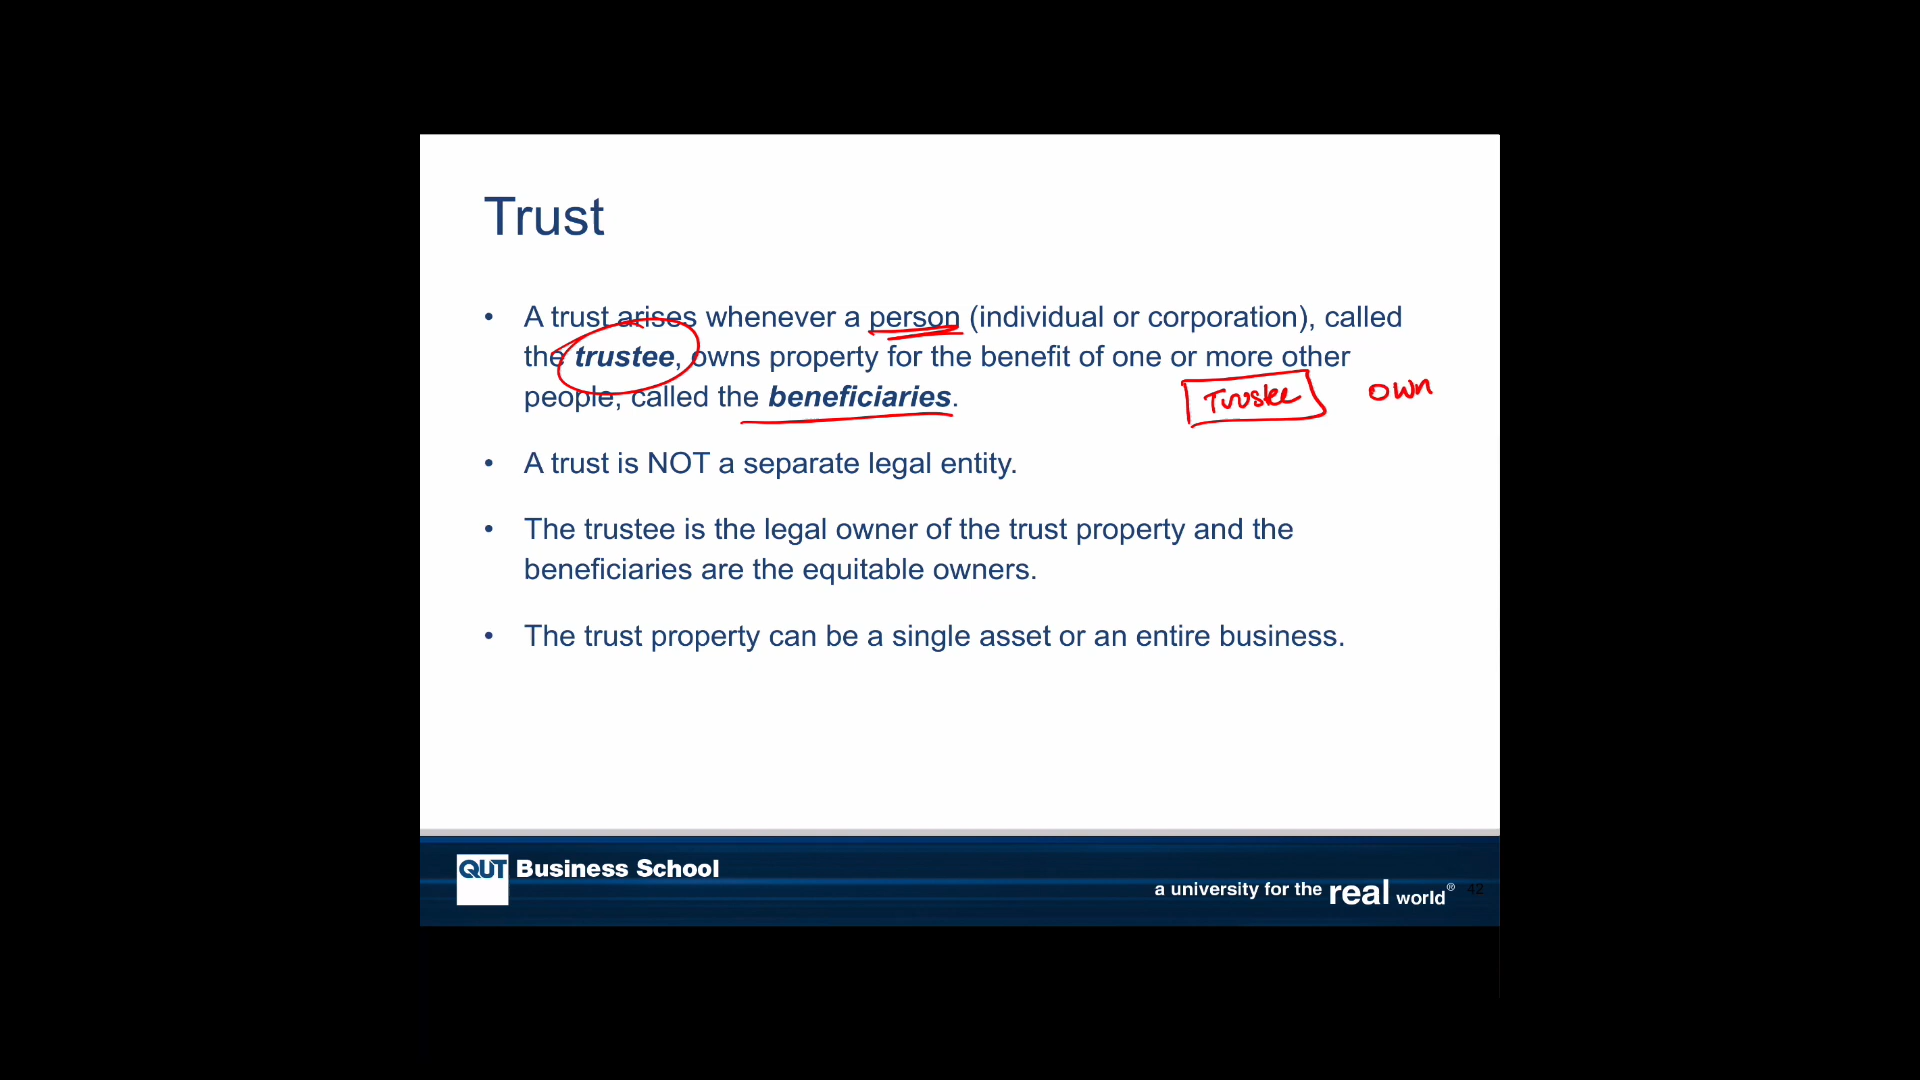 Trust
• A trust arises whenever a person (individual or corporation), called
the trustee, owns property for the benefit of one or more other
people, called the beneficiaries.
Trustee own
• A trust is NOT a separate legal entity.
• The trustee is the legal owner of the trust property and the
beneficiaries are the equitable owners.
• The trust property can be a single asset or an entire business.
QUT Business School
a university for the real world® 42